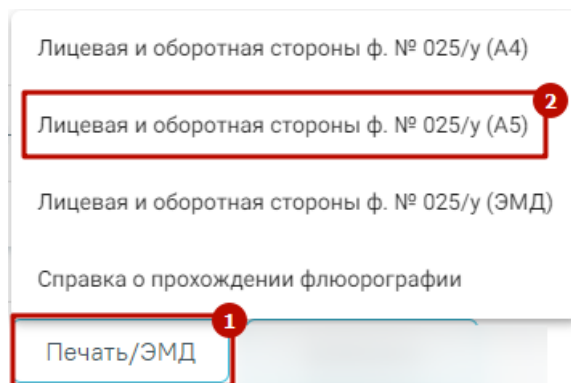 Лицевая и оборотная стороны ф. № 025/у (А4)
2
Лицевая и оборотная стороны ф. № 025/у (А5)
Лицевая и оборотная стороны ф. № 025/у (ЭМД)
Справка о прохождении флюорографии
1
Печать/ЭМД